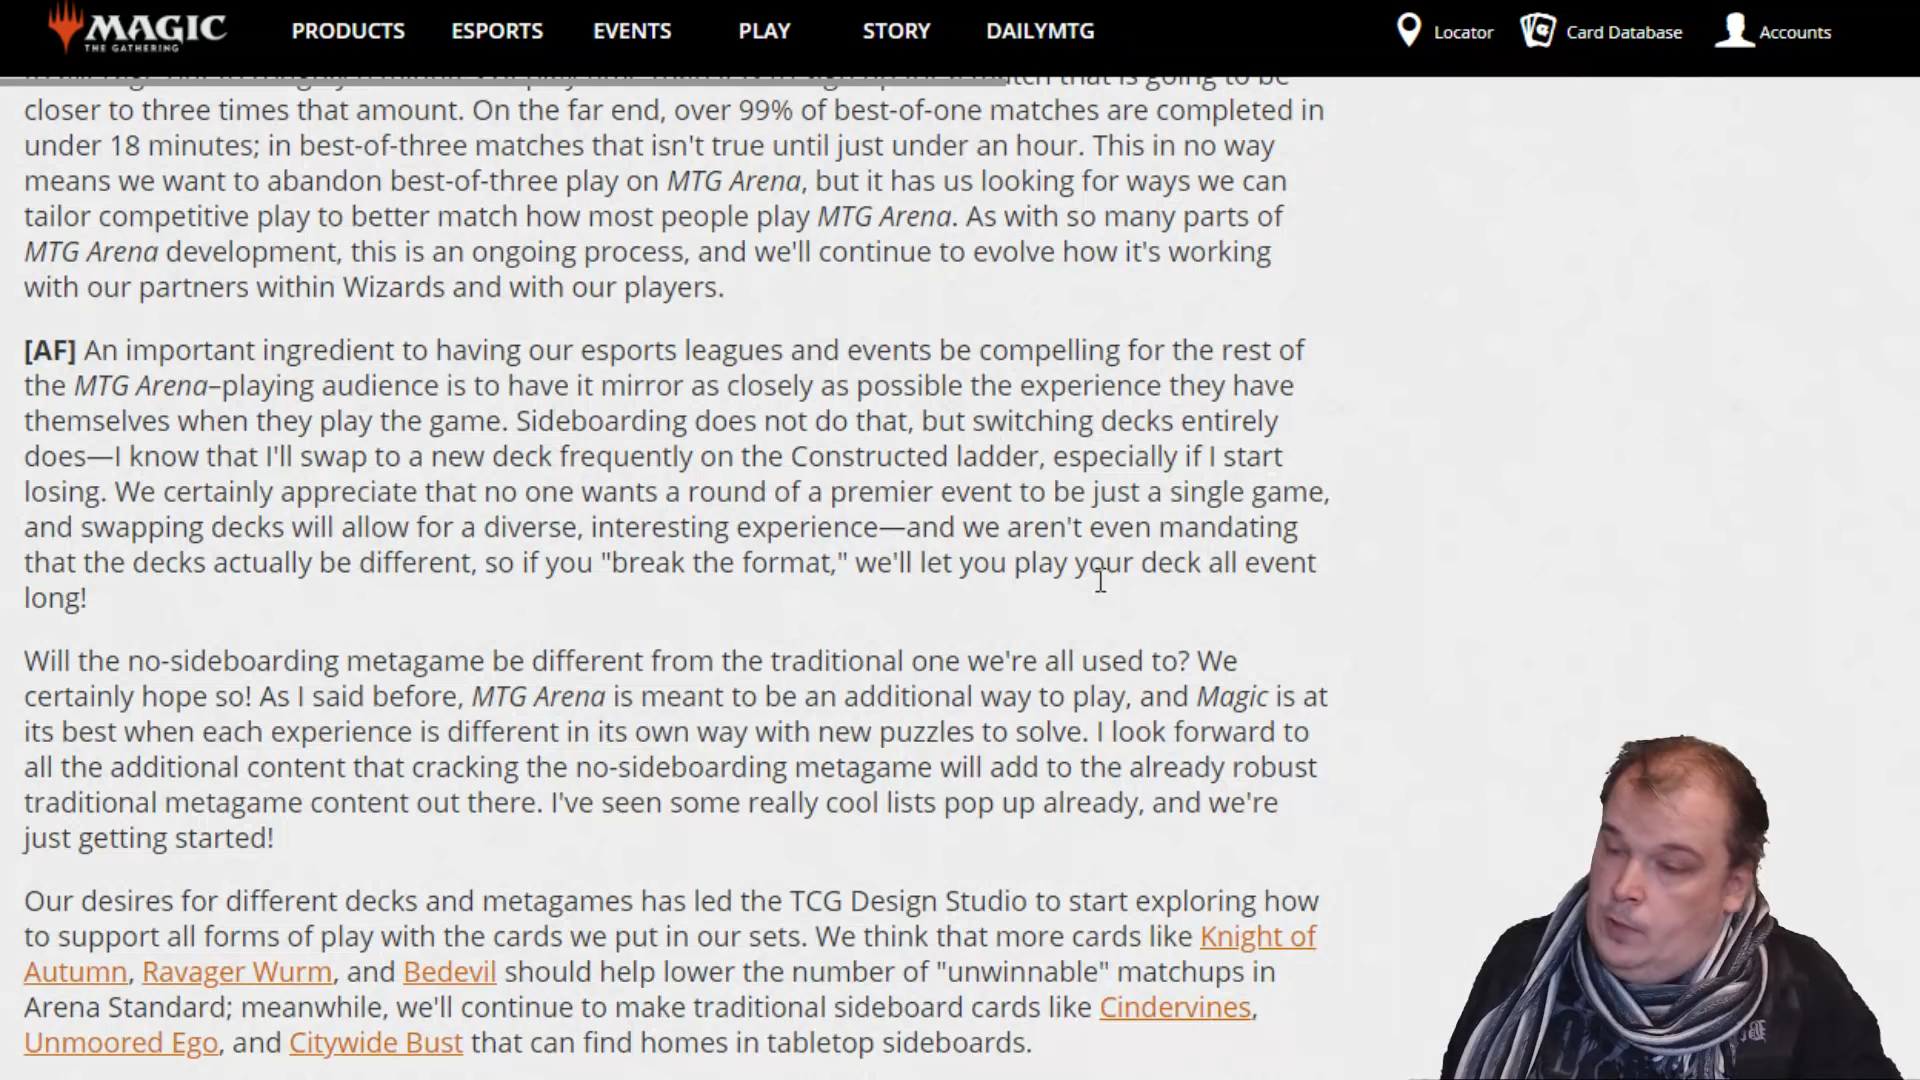 MAGIC
THE GATHERING
PRODUCTS
ESPORTS
EVENTS
PLAY
STORY
DAILYMTG
Locator
Card Database
Accounts
match that is going to be
closer to three times that amount. On the far end, over 99% of best-of-one matches are completed in
under 18 minutes; in best-of-three matches that isn't true until just under an hour. This in no way
means we want to abandon best-of-three play on MTG Arena, but it has us looking for ways we can
tailor competitive play to better match how most people play MTG Arena. As with so many parts of
MTG Arena development, this is an ongoing process, and we'll continue to evolve how it's working
with our partners within Wizards and with our players.
[AF] An important ingredient to having our esports leagues and events be compelling for the rest of
the MTG Arena–playing audience is to have it mirror as closely as possible the experience they have
themselves when they play the game. Sideboarding does not do that, but switching decks entirely
does—I know that I'll swap to a new deck frequently on the Constructed ladder, especially if I start
losing. We certainly appreciate that no one wants a round of a premier event to be just a single game,
and swapping decks will allow for a diverse, interesting experience—and we aren't even mandating
that the decks actually be different, so if you "break the format," we'll let you play your deck all event
long!
Will the no-sideboarding metagame be different from the traditional one we're all used to? We
certainly hope so! As I said before, MTG Arena is meant to be an additional way to play, and Magic is at
its best when each experience is different in its own way with new puzzles to solve. I look forward to
all the additional content that cracking the no-sideboarding metagame will add to the already robust
traditional metagame content out there. I've seen some really cool lists pop up already, and we're
just getting started!
Our desires for different decks and metagames has led the TCG Design Studio to start exploring how
to support all forms of play with the cards we put in our sets. We think that more cards like Knight of
Autumn, Ravager Wurm, and Bedevil should help lower the number of "unwinnable" matchups in
Arena Standard; meanwhile, we'll continue to make traditional sideboard cards like Cindervines,
Unmoored Ego, and Citywide Bust that can find homes in tabletop sideboards.